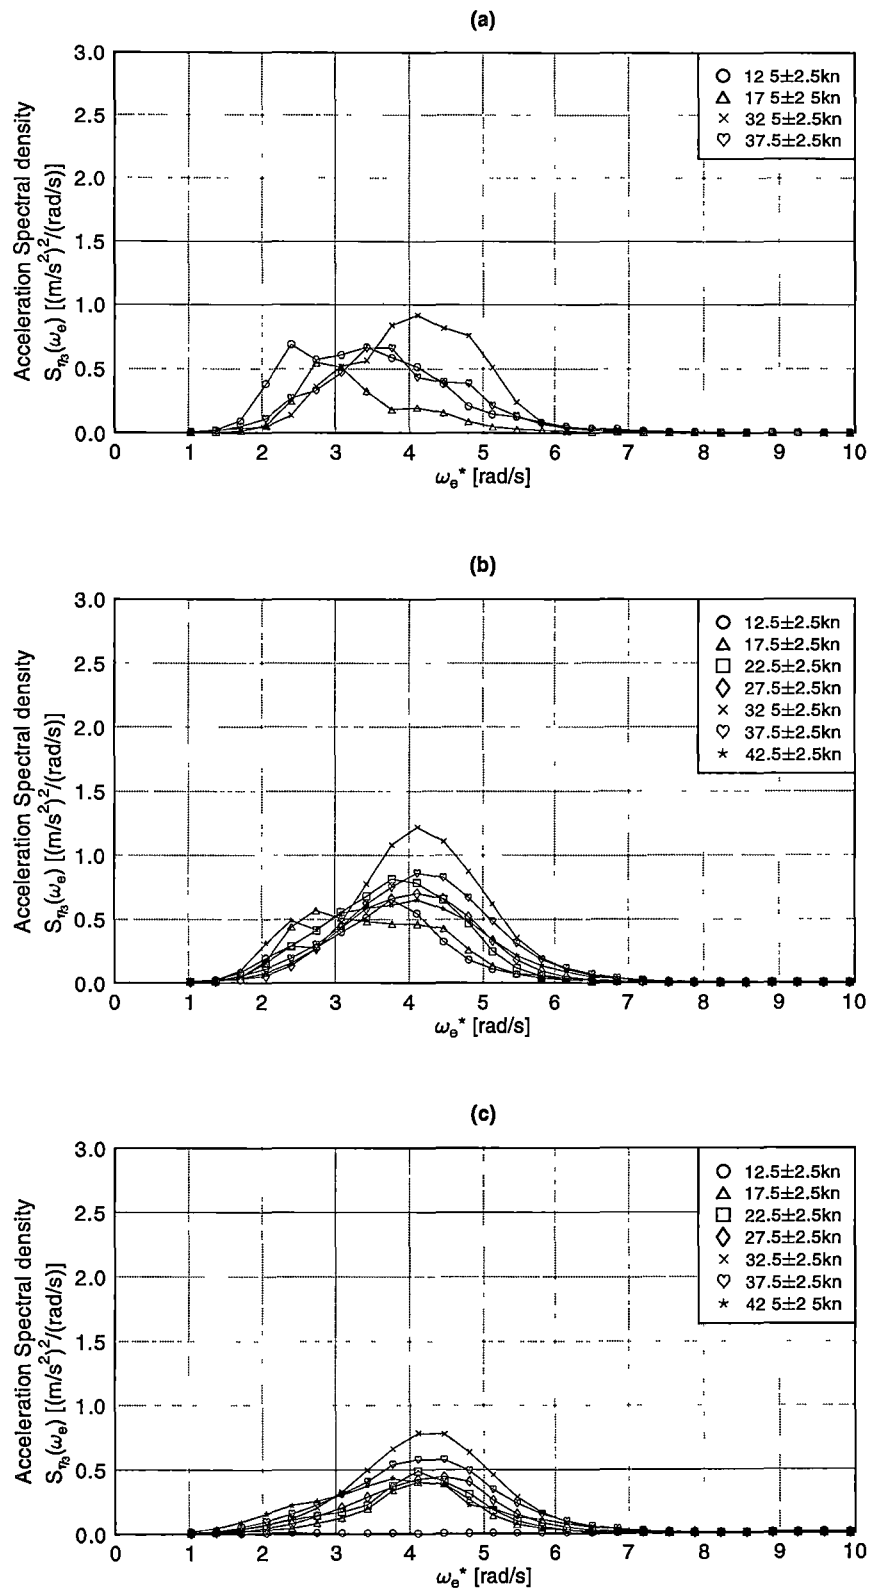 (a)
Acceleration Spectral density
S_η3(ω_e) [(m/s²)²/(rad/s)]
3.0
2.5
2.0
1.5
1.0
0.5
0.0
12 5±2.5kn
17 5±2 5kn
32 5±2.5kn
37.5±2.5kn
0 1 2 3 4 5 6 7 8 9 10
ω_e* [rad/s]
(b)
Acceleration Spectral density
S_η3(ω_e) [(m/s²)²/(rad/s)]
3.0
2.5
2.0
1.5
1.0
0.5
0.0
12.5±2.5kn
17.5±2.5kn
22.5±2.5kn
27.5±2.5kn
32 5±2.5kn
37.5±2.5kn
42.5±2.5kn
0 1 2 3 4 5 6 7 8 9 10
ω_e* [rad/s]
(c)
Acceleration Spectral density
S_η3(ω_e) [(m/s²)²/(rad/s)]
3.0
2.5
2.0
1.5
1.0
0.5
0.0
12.5±2.5kn
17.5±2.5kn
22.5±2.5kn
27.5±2.5kn
32.5±2.5kn
37.5±2.5kn
42 5±2 5kn
0 1 2 3 4 5 6 7 8 9 10
ω_e* [rad/s]